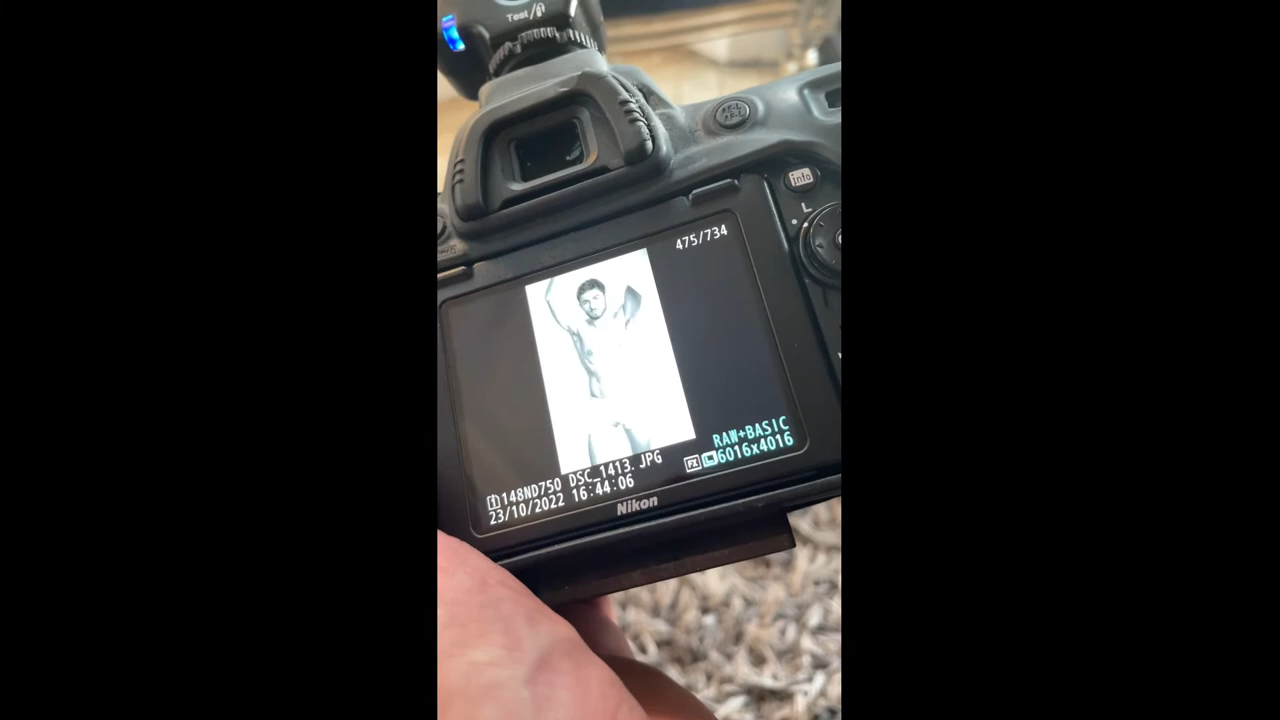 Test/
AE-L
AF-L
info
L
475/734
RAW+BASIC
FX L 6016x4016
148ND750 DSC_1413.JPG
23/10/2022 16:44:06
Nikon